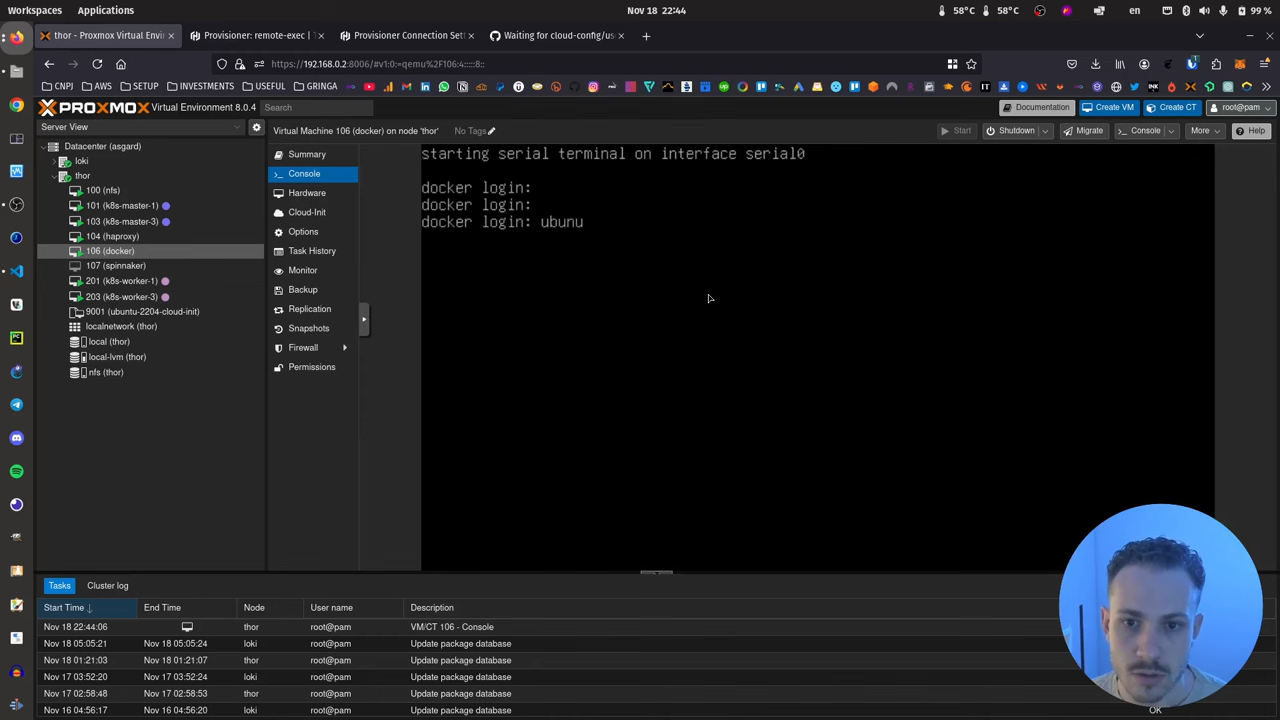 Workspaces Applications Nov 18 22:44 58°C 58°C en 99 %
thor - Proxmox Virtual Envi Provisioner: remote-exec | T Provisioner Connection Set Waiting for cloud-config/us
https://192.168.0.2:8006/#v1:0:=qemu%2F106:4:::::8::
CNPJ AWS SETUP INVESTMENTS GRINGA
PROXMOX Virtual Environment 8.0.4 Search Documentation Create VM Create CT root@pam
Server View Virtual Machine 106 (docker) on node 'thor' No Tags Start Shutdown Migrate Console More Help
Datacenter (asgard)
loki
thor
100 (nfs)
101 (k8s-master-1)
103 (k8s-master-3)
104 (haproxy)
106 (docker)
107 (spinnaker)
201 (k8s-worker-1)
203 (k8s-worker-3)
9001 (ubuntu-2204-cloud-init)
localnetwork (thor)
local (thor)
local-lvm (thor)
nfs (thor)
Summary
Console
Hardware
Cloud-Init
Options
Task History
Monitor
Backup
Replication
Snapshots
Firewall
Permissions
starting serial terminal on interface serial0
docker login:
docker login:
docker login: ubunu
Tasks Cluster log
Start Time End Time Node User name Description
Nov 18 22:44:06 thor root@pam VM/CT 106 - Console
Nov 18 05:05:21 Nov 18 05:05:24 loki root@pam Update package database
Nov 18 01:21:03 Nov 18 01:21:07 thor root@pam Update package database
Nov 17 03:52:20 Nov 17 03:52:24 loki root@pam Update package database
Nov 17 02:58:48 Nov 17 02:58:53 thor root@pam Update package database
Nov 16 04:56:17 Nov 16 04:56:20 loki root@pam Update package database OK